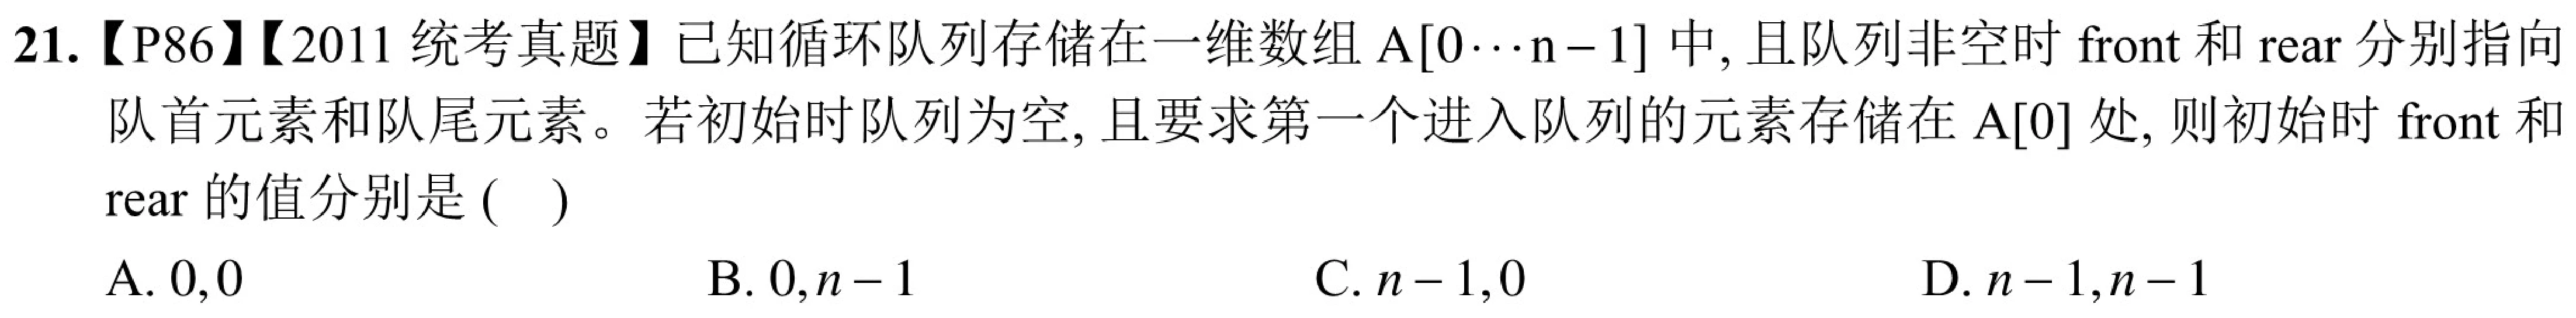 21.【P86】【2011 统考真题】已知循环队列存储在一维数组 A[0⋯n−1] 中, 且队列非空时 front 和 rear 分别指向
队首元素和队尾元素。若初始时队列为空, 且要求第一个进入队列的元素存储在 A[0] 处, 则初始时 front 和
rear 的值分别是 (   )
A. 0,0 B. 0,n−1 C. n−1,0 D. n−1,n−1